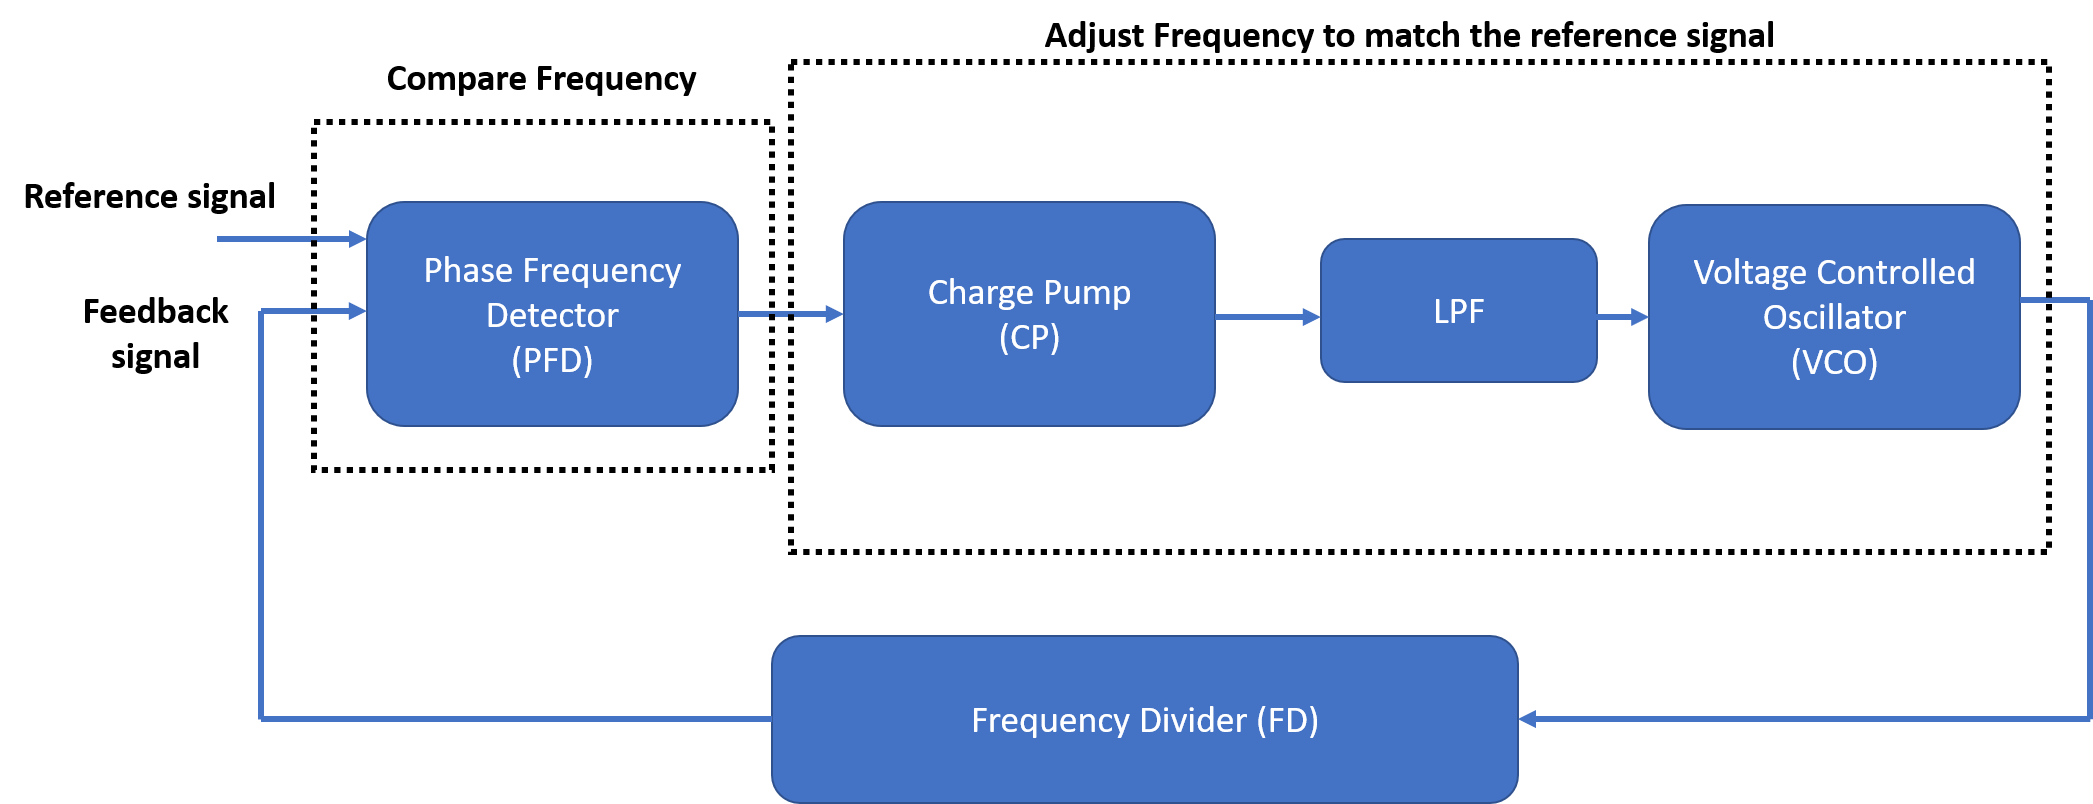 Adjust Frequency to match the reference signal
Compare Frequency
Reference signal
Feedback
signal
Phase Frequency
Detector
(PFD)
Charge Pump
(CP)
LPF
Voltage Controlled
Oscillator
(VCO)
Frequency Divider (FD)